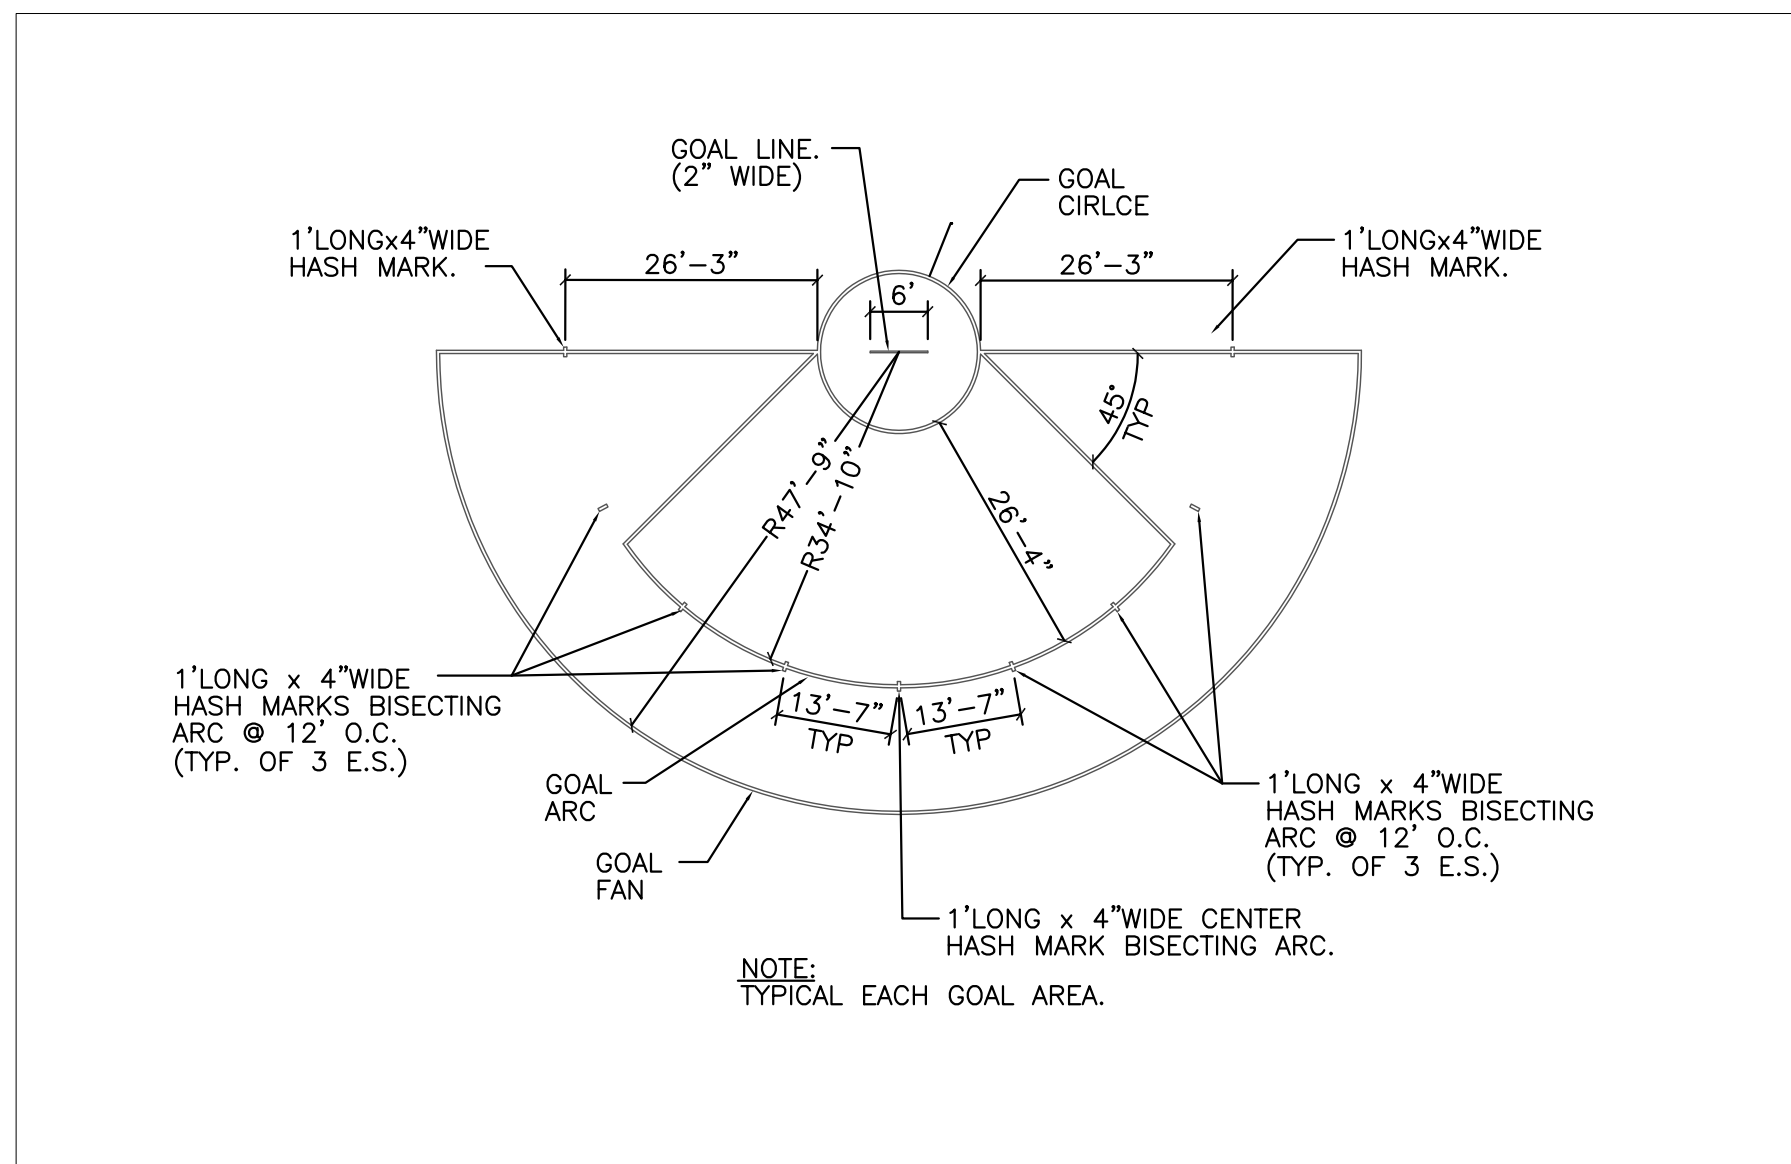 GOAL LINE.
(2” WIDE)
GOAL
CIRLCE
1’LONGx4”WIDE
HASH MARK.
26’-3”
6’
26’-3”
1’LONGx4”WIDE
HASH MARK.
45°
TYP
R47’-9”
R34’-10”
26’-4”
1’LONG x 4”WIDE
HASH MARKS BISECTING
ARC @ 12’ O.C.
(TYP. OF 3 E.S.)
13’-7”
TYP
13’-7”
TYP
GOAL
ARC
1’LONG x 4”WIDE
HASH MARKS BISECTING
ARC @ 12’ O.C.
(TYP. OF 3 E.S.)
GOAL
FAN
1’LONG x 4”WIDE CENTER
HASH MARK BISECTING ARC.
NOTE:
TYPICAL EACH GOAL AREA.